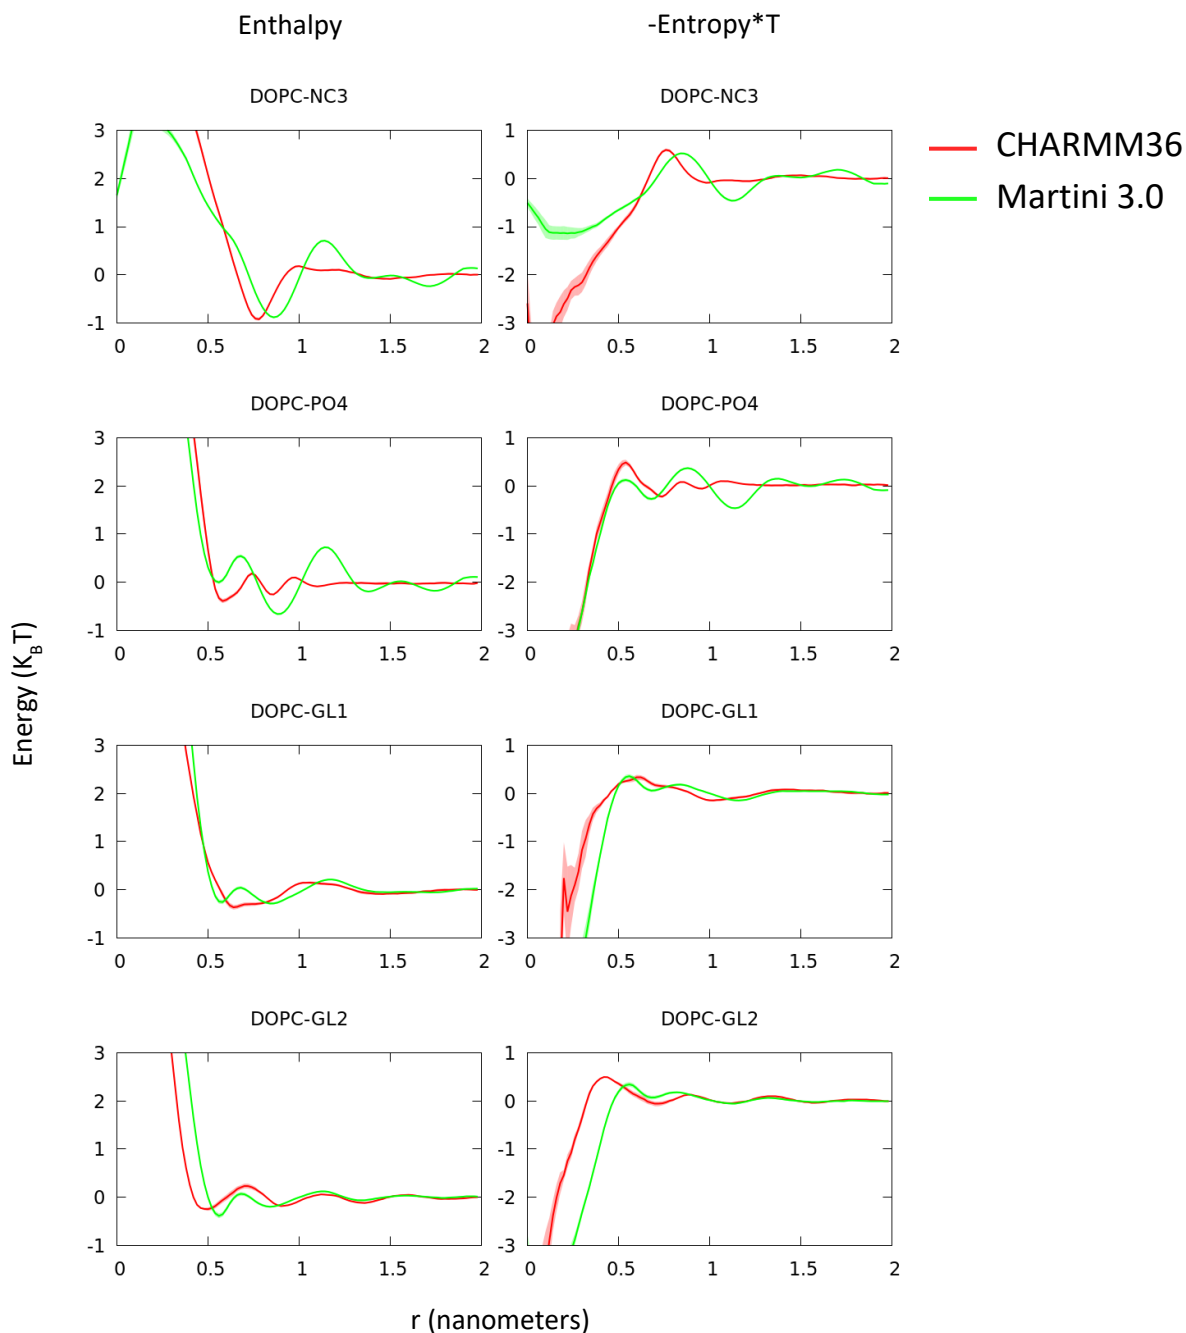 Enthalpy -Entropy*T
DOPC-NC3 DOPC-NC3
CHARMM36
Martini 3.0
3 2 1 0 -1
1 0 -1 -2 -3
0 0.5 1 1.5 2 0 0.5 1 1.5 2
DOPC-PO4 DOPC-PO4
3 2 1 0 -1
1 0 -1 -2 -3
0 0.5 1 1.5 2 0 0.5 1 1.5 2
Energy (K_B T)
DOPC-GL1 DOPC-GL1
3 2 1 0 -1
1 0 -1 -2 -3
0 0.5 1 1.5 2 0 0.5 1 1.5 2
DOPC-GL2 DOPC-GL2
3 2 1 0 -1
1 0 -1 -2 -3
0 0.5 1 1.5 2 0 0.5 1 1.5 2
r (nanometers)